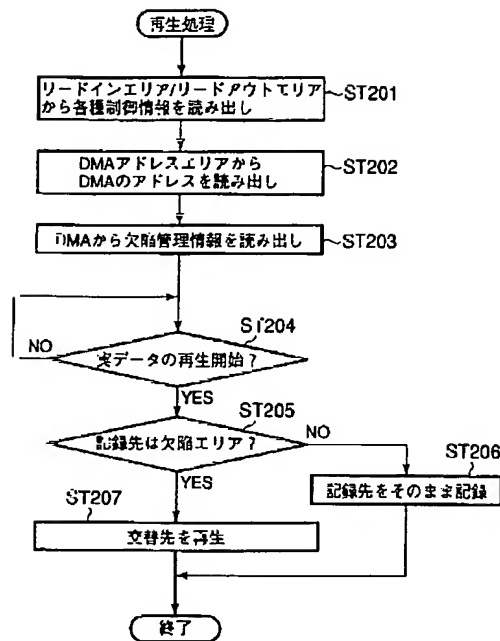 再生処理
リードインエリア/リードアウトエリア
から各種制御情報を読み出し
ST201
DMAアドレスエリアから
DMAのアドレスを読み出し
ST202
DMAから欠陥管理情報を読み出し
ST203
ST204
NO
実データの再生開始?
YES
ST205
記録先は欠陥エリア?
NO
ST206
YES
記録先をそのまま記録
ST207
交替先を再生
終了